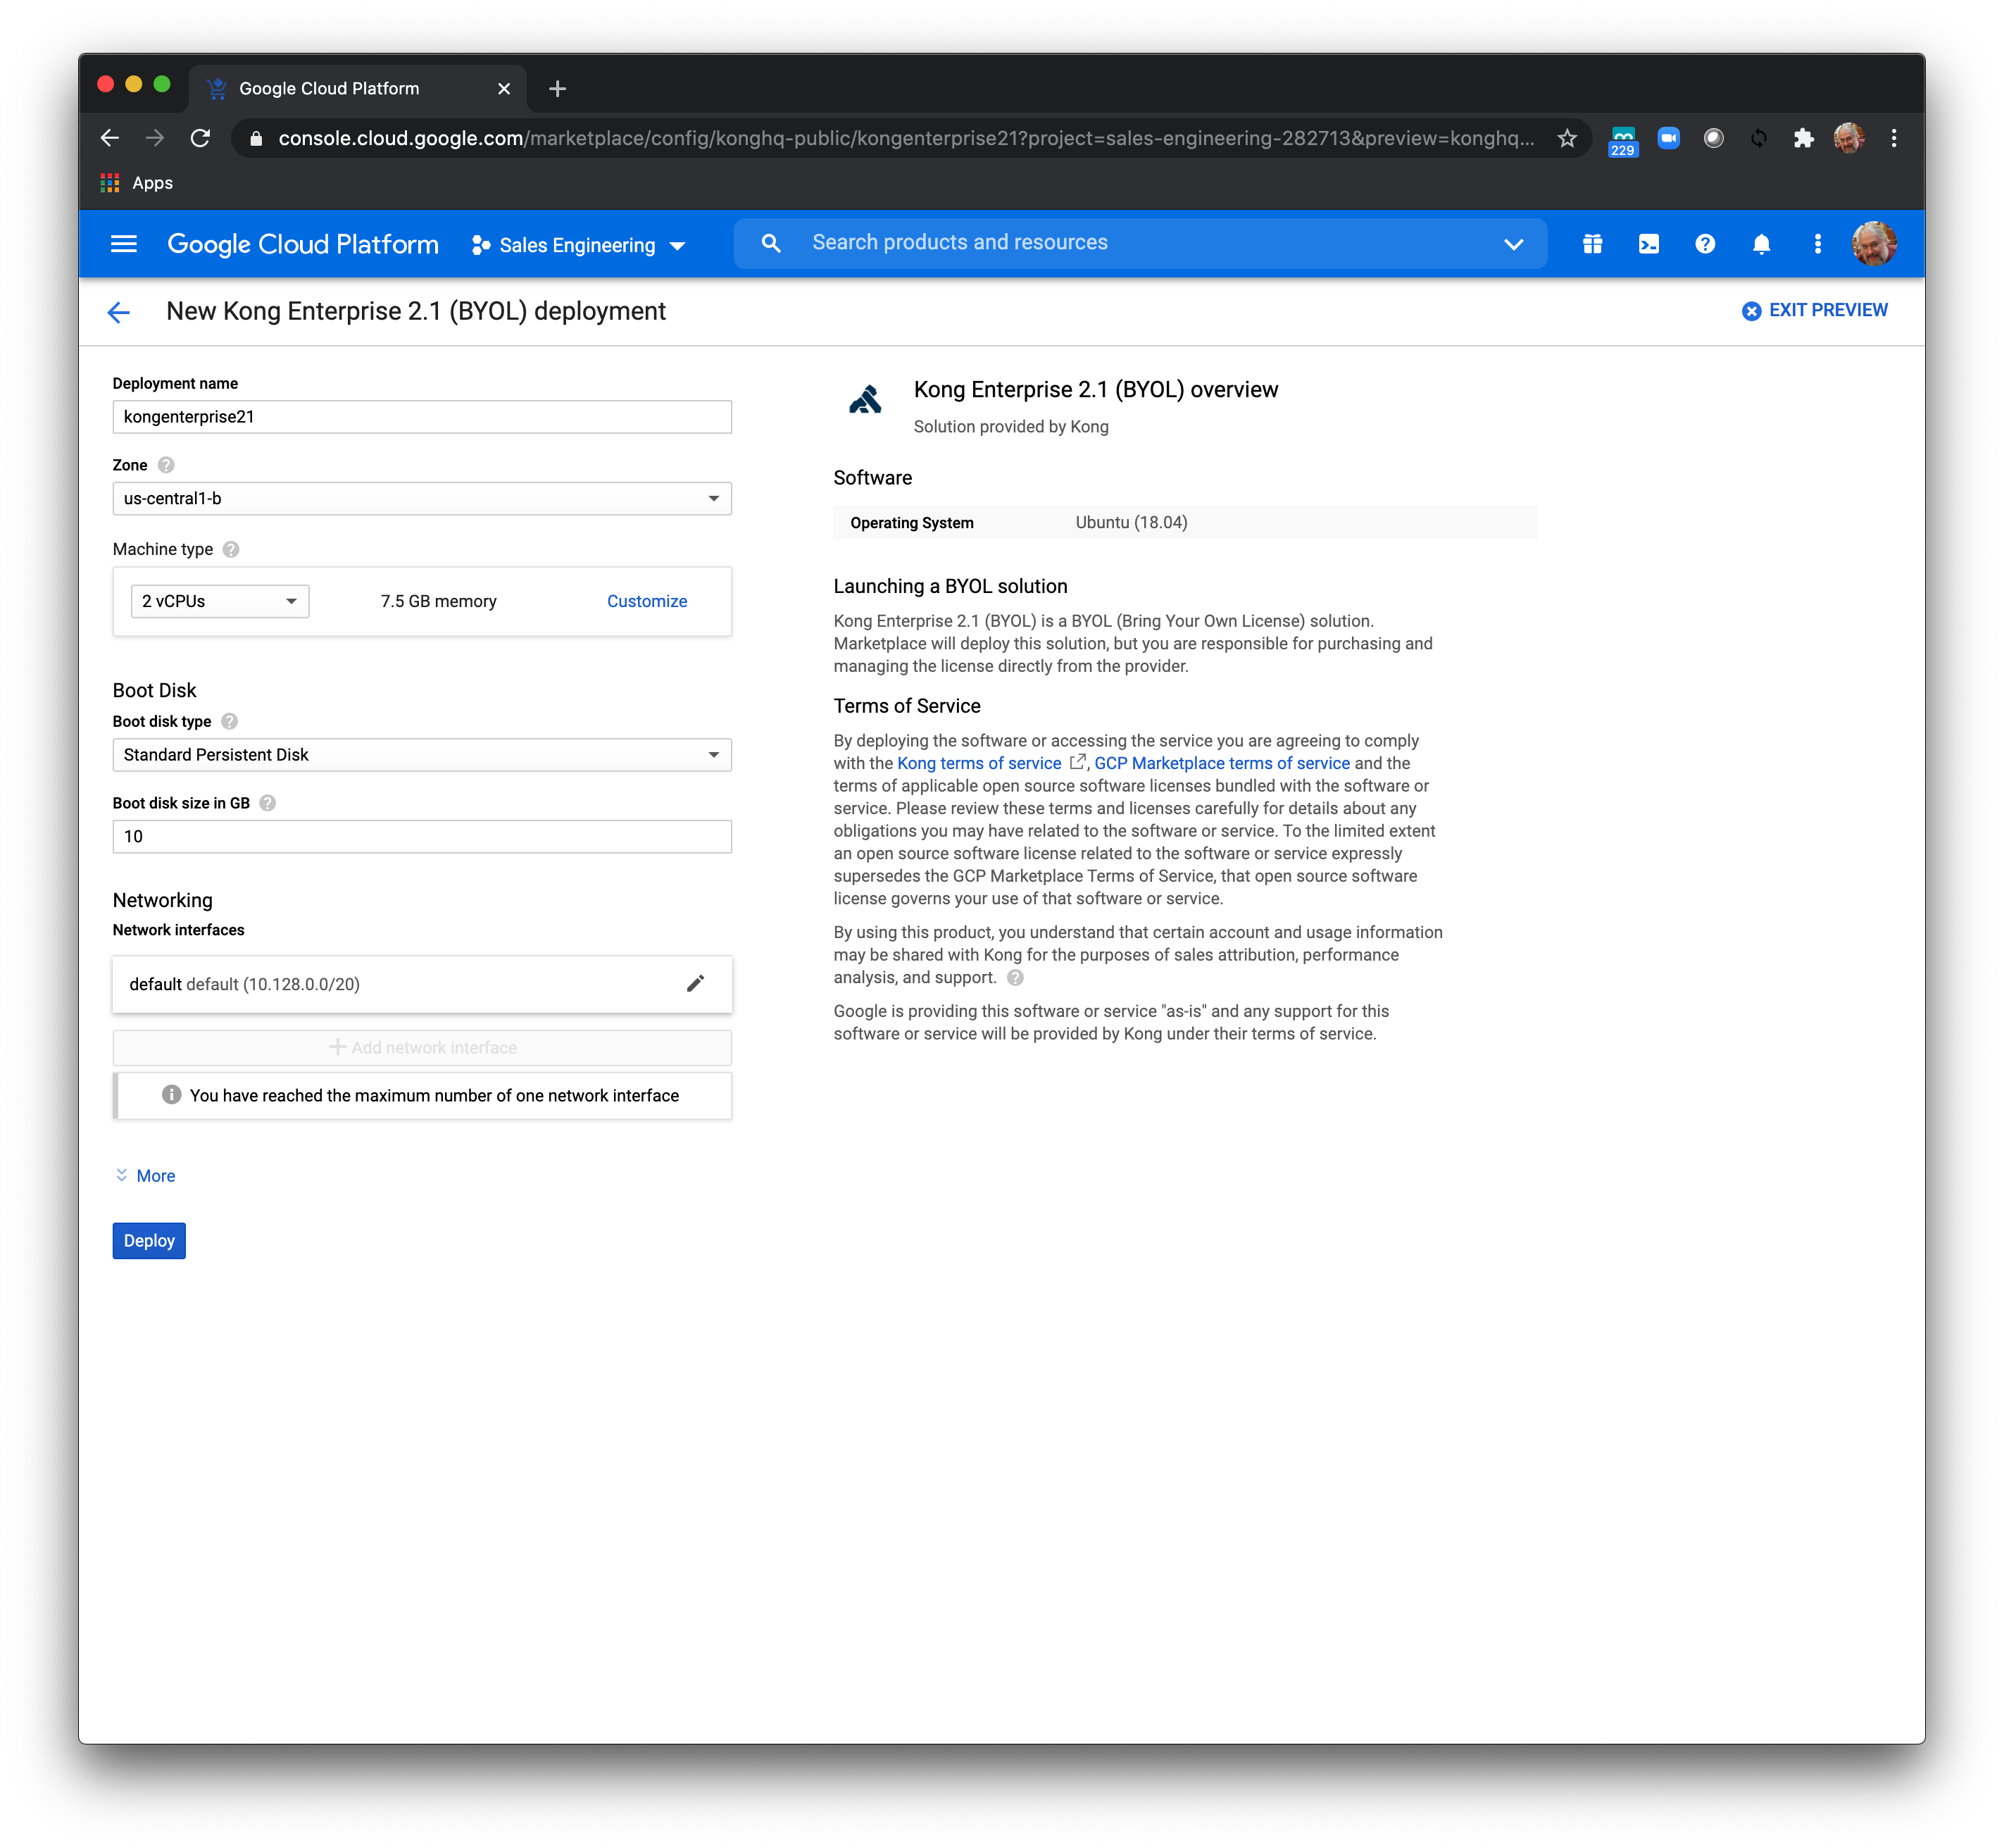 Google Cloud Platform
console.cloud.google.com/marketplace/config/konghq-public/kongenterprise21?project=sales-engineering-282713&preview=konghq...
229
Apps
Google Cloud Platform
Sales Engineering
Search products and resources
New Kong Enterprise 2.1 (BYOL) deployment
EXIT PREVIEW
Deployment name
kongenterprise21
Zone
us-central1-b
Machine type
2 vCPUs
7.5 GB memory
Customize
Boot Disk
Boot disk type
Standard Persistent Disk
Boot disk size in GB
10
Networking
Network interfaces
default default (10.128.0.0/20)
Add network interface
You have reached the maximum number of one network interface
More
Deploy
Kong Enterprise 2.1 (BYOL) overview
Solution provided by Kong
Software
Operating System Ubuntu (18.04)
Launching a BYOL solution
Kong Enterprise 2.1 (BYOL) is a BYOL (Bring Your Own License) solution.
Marketplace will deploy this solution, but you are responsible for purchasing and
managing the license directly from the provider.
Terms of Service
By deploying the software or accessing the service you are agreeing to comply
with the Kong terms of service , GCP Marketplace terms of service and the
terms of applicable open source software licenses bundled with the software or
service. Please review these terms and licenses carefully for details about any
obligations you may have related to the software or service. To the limited extent
an open source software license related to the software or service expressly
supersedes the GCP Marketplace Terms of Service, that open source software
license governs your use of that software or service.
By using this product, you understand that certain account and usage information
may be shared with Kong for the purposes of sales attribution, performance
analysis, and support.
Google is providing this software or service "as-is" and any support for this
software or service will be provided by Kong under their terms of service.